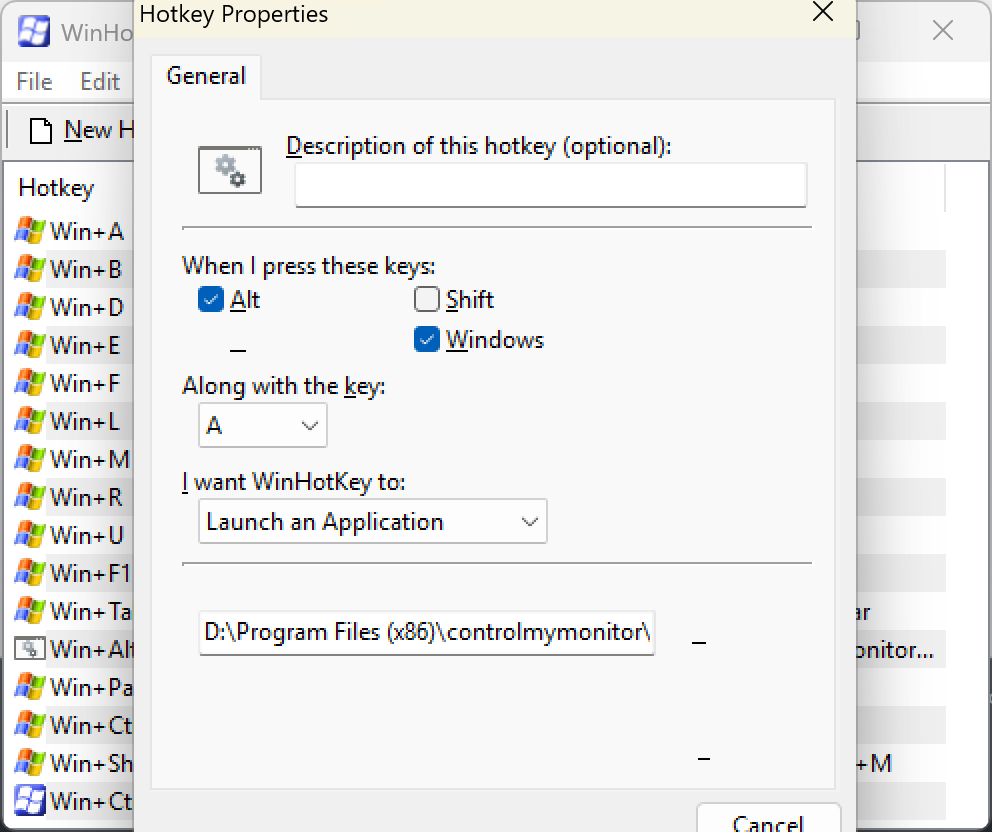 Hotkey Properties
WinHo
File Edit
General
New H
Description of this hotkey (optional):
Hotkey
Win+A
Win+B
When I press these keys:
Alt Shift
Win+D
Win+E
Windows
Win+F
Along with the key:
Win+L
A
Win+M
I want WinHotKey to:
Win+R
Launch an Application
Win+U
Win+F1
Win+Ta
ar
D:\Program Files (x86)\controlmymonitor\
Win+Alt
onitor...
Win+Pa
Win+Ct
Win+Sh
+M
Win+Ct
Cancel